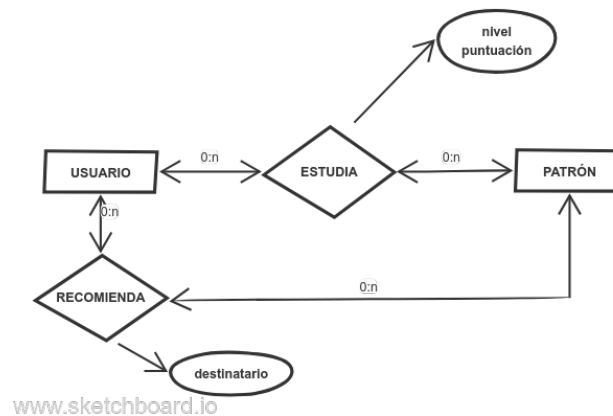 nivel
puntuación
0:n
0:n
USUARIO
ESTUDIA
PATRÓN
0:n
RECOMIENDA
0:n
destinatario
www.sketchboard.io